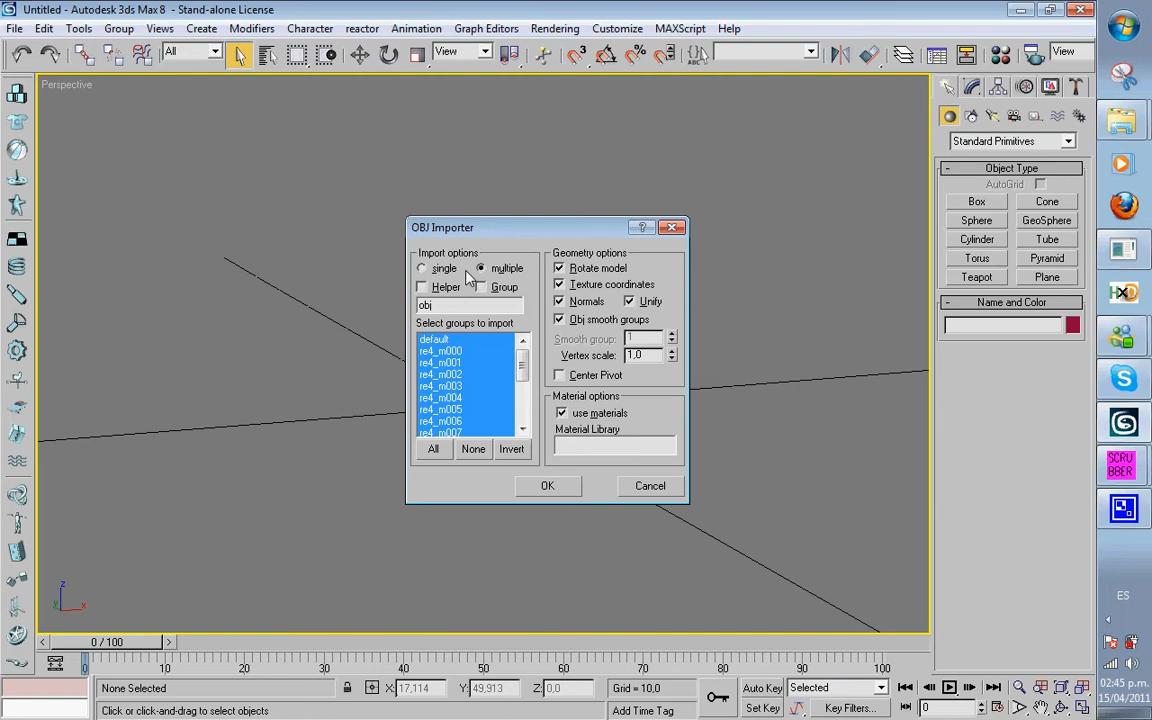 Untitled - Autodesk 3ds Max 8 - Stand-alone License
File Edit Tools Group Views Create Modifiers Character reactor Animation Graph Editors Rendering Customize MAXScript Help
All
View
ABC
View
Perspective
Standard Primitives
- Object Type
AutoGrid
Box Cone
Sphere GeoSphere
Cylinder Tube
Torus Pyramid
Teapot Plane
- Name and Color
OBJ Importer
Import options
single multiple
Helper Group
obj
Select groups to import
default
re4_m000
re4_m001
re4_m002
re4_m003
re4_m004
re4_m005
re4_m006
re4_m007
All None Invert
Geometry options
Rotate model
Texture coordinates
Normals Unify
Obj smooth groups
Smooth group: 1
Vertex scale: 1,0
Center Pivot
Material options
use materials
Material Library
OK Cancel
z
y x
0 / 100
0 10 20 30 40 50 60 70 80 90 100
None Selected
X: 17,114 Y: 49,913 Z: 0,0
Grid = 10,0
Auto Key Selected
Click or click-and-drag to select objects
Add Time Tag
Set Key Key Filters... 0
HXD
SCRU
BBER
ES
02:45 p.m.
15/04/2011